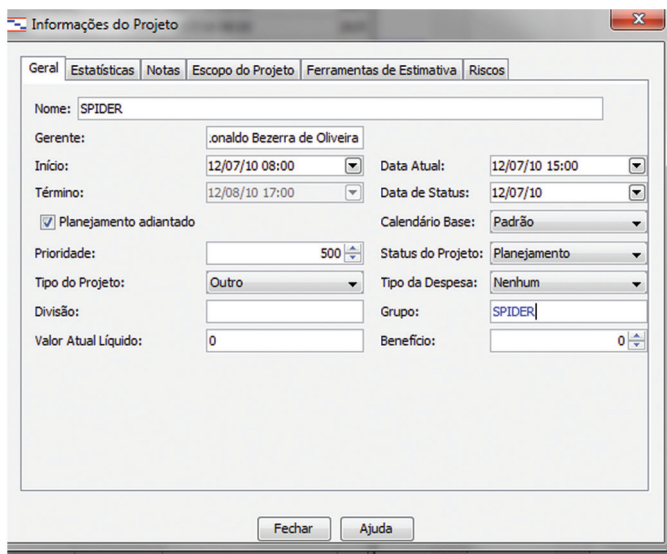 Informações do Projeto
Geral Estatísticas Notas Escopo do Projeto Ferramentas de Estimativa Riscos
Nome: SPIDER
Gerente: onaldo Bezerra de Oliveira
Início: 12/07/10 08:00 Data Atual: 12/07/10 15:00
Término: 12/08/10 17:00 Data de Status: 12/07/10
Planejamento adiantado Calendário Base: Padrão
Prioridade: 500 Status do Projeto: Planejamento
Tipo do Projeto: Outro Tipo da Despesa: Nenhum
Divisão: Grupo: SPIDER
Valor Atual Líquido: 0 Benefício: 0
Fechar Ajuda